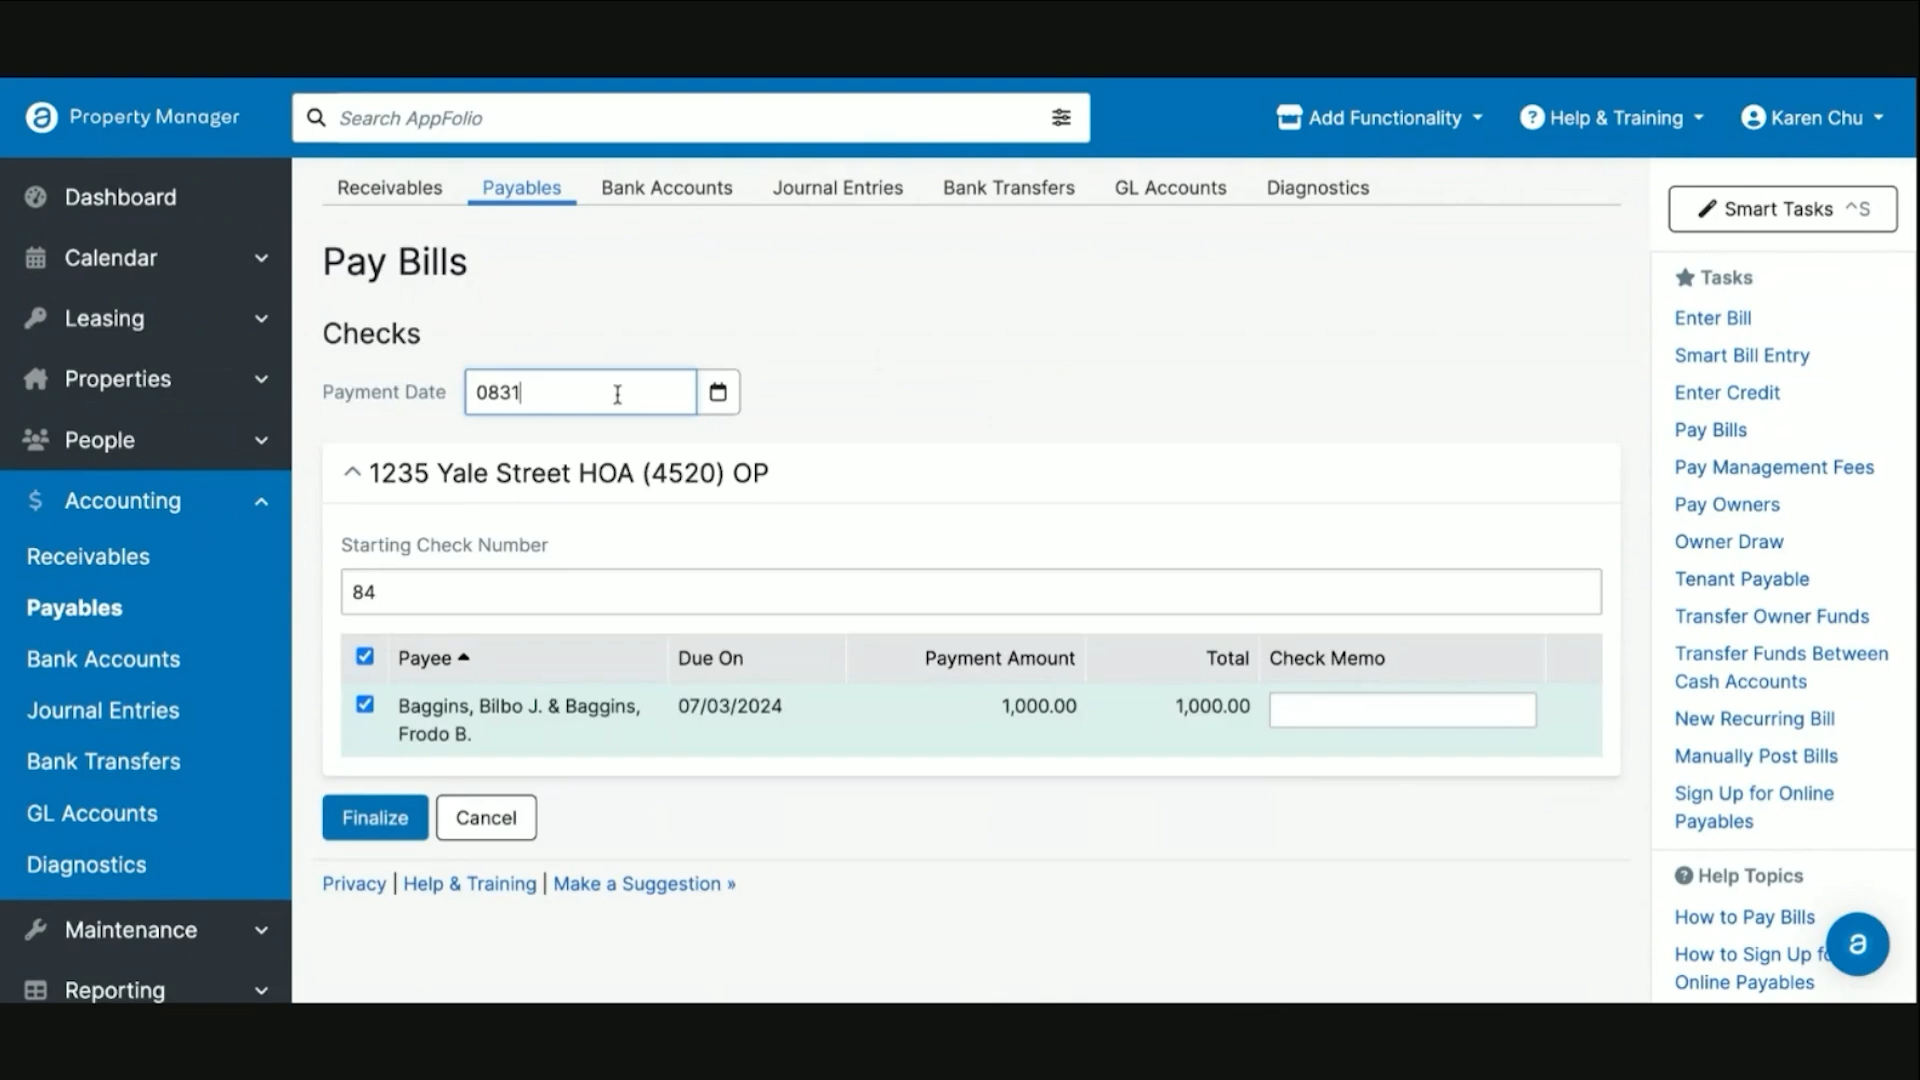 Property Manager
Search AppFolio
Add Functionality
Help & Training
Karen Chu
Dashboard
Calendar
Leasing
Properties
People
Accounting
Receivables
Payables
Bank Accounts
Journal Entries
Bank Transfers
GL Accounts
Diagnostics
Maintenance
Reporting
Receivables
Payables
Bank Accounts
Journal Entries
Bank Transfers
GL Accounts
Diagnostics
Pay Bills
Checks
Payment Date
0831
1235 Yale Street HOA (4520) OP
Starting Check Number
84
Payee
Due On
Payment Amount
Total
Check Memo
Baggins, Bilbo J. & Baggins,
Frodo B.
07/03/2024
1,000.00
1,000.00
Finalize
Cancel
Privacy | Help & Training | Make a Suggestion »
Smart Tasks ^S
Tasks
Enter Bill
Smart Bill Entry
Enter Credit
Pay Bills
Pay Management Fees
Pay Owners
Owner Draw
Tenant Payable
Transfer Owner Funds
Transfer Funds Between
Cash Accounts
New Recurring Bill
Manually Post Bills
Sign Up for Online
Payables
Help Topics
How to Pay Bills
How to Sign Up
Online Payables